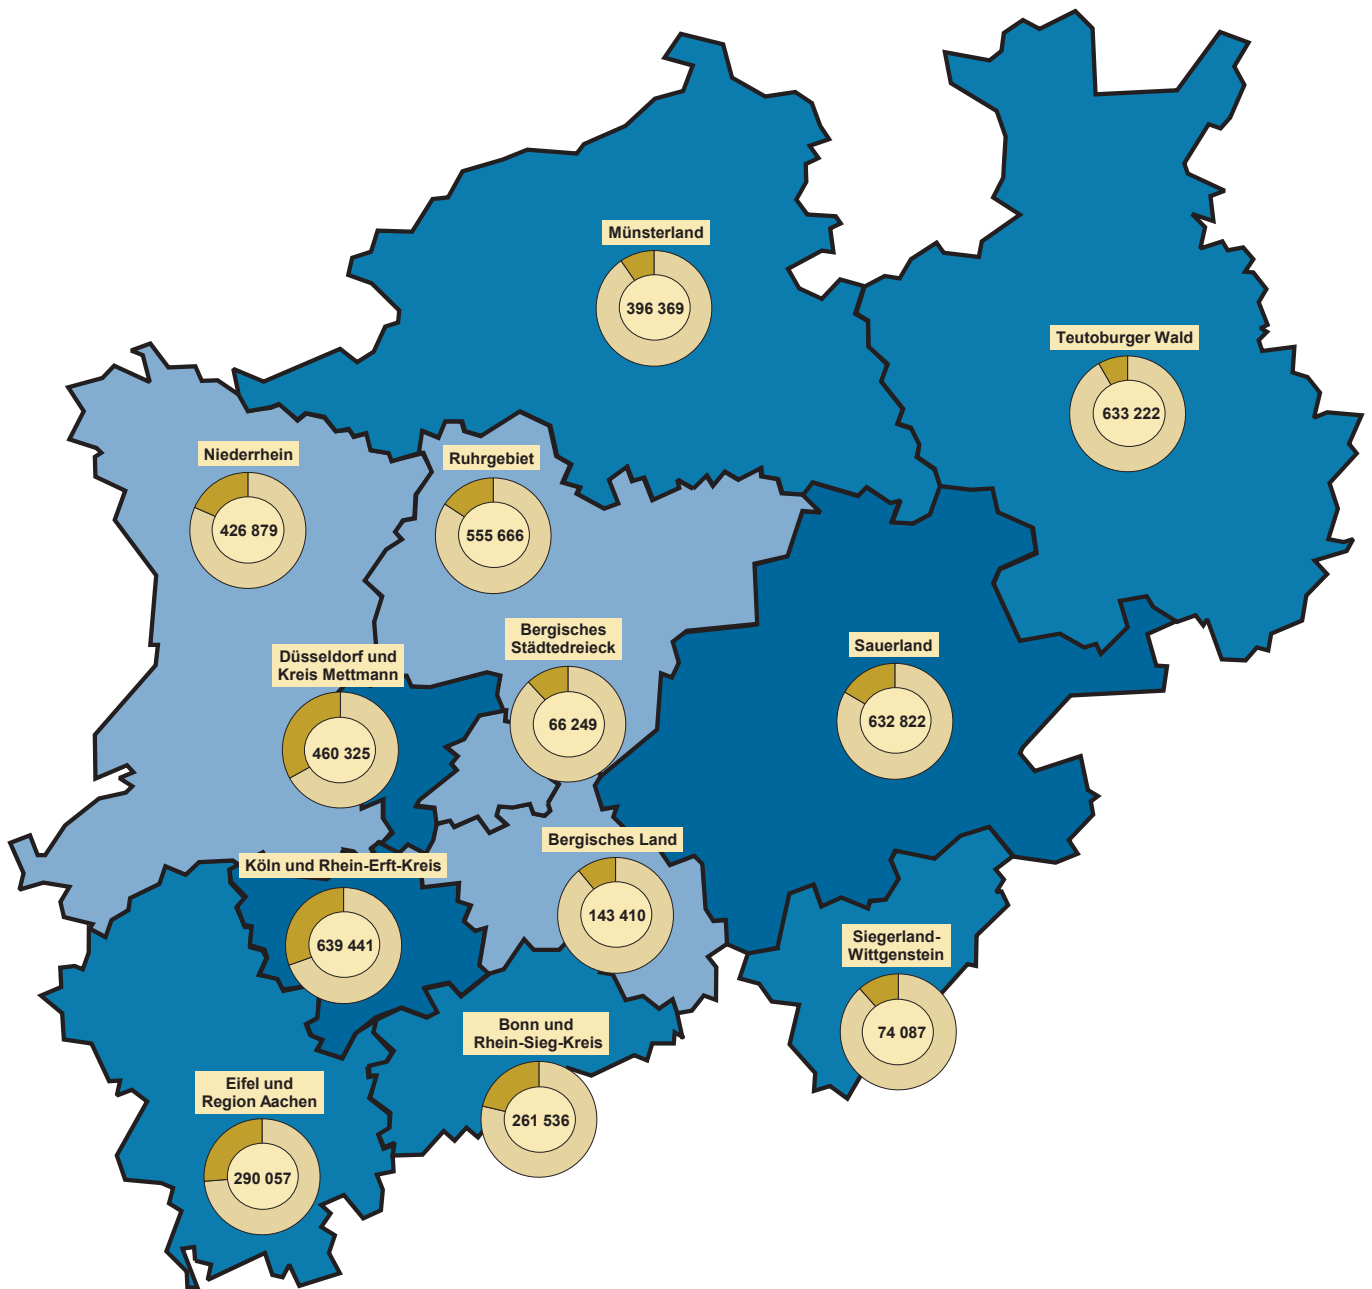 Münsterland
396 369
Teutoburger Wald
633 222
Niederrhein
426 879
Ruhrgebiet
555 666
Bergisches
Städtedreieck
66 249
Düsseldorf und
Kreis Mettmann
460 325
Sauerland
632 822
Bergisches Land
143 410
Köln und Rhein-Erft-Kreis
639 441
Siegerland-
Wittgenstein
74 087
Bonn und
Rhein-Sieg-Kreis
261 536
Eifel und
Region Aachen
290 057